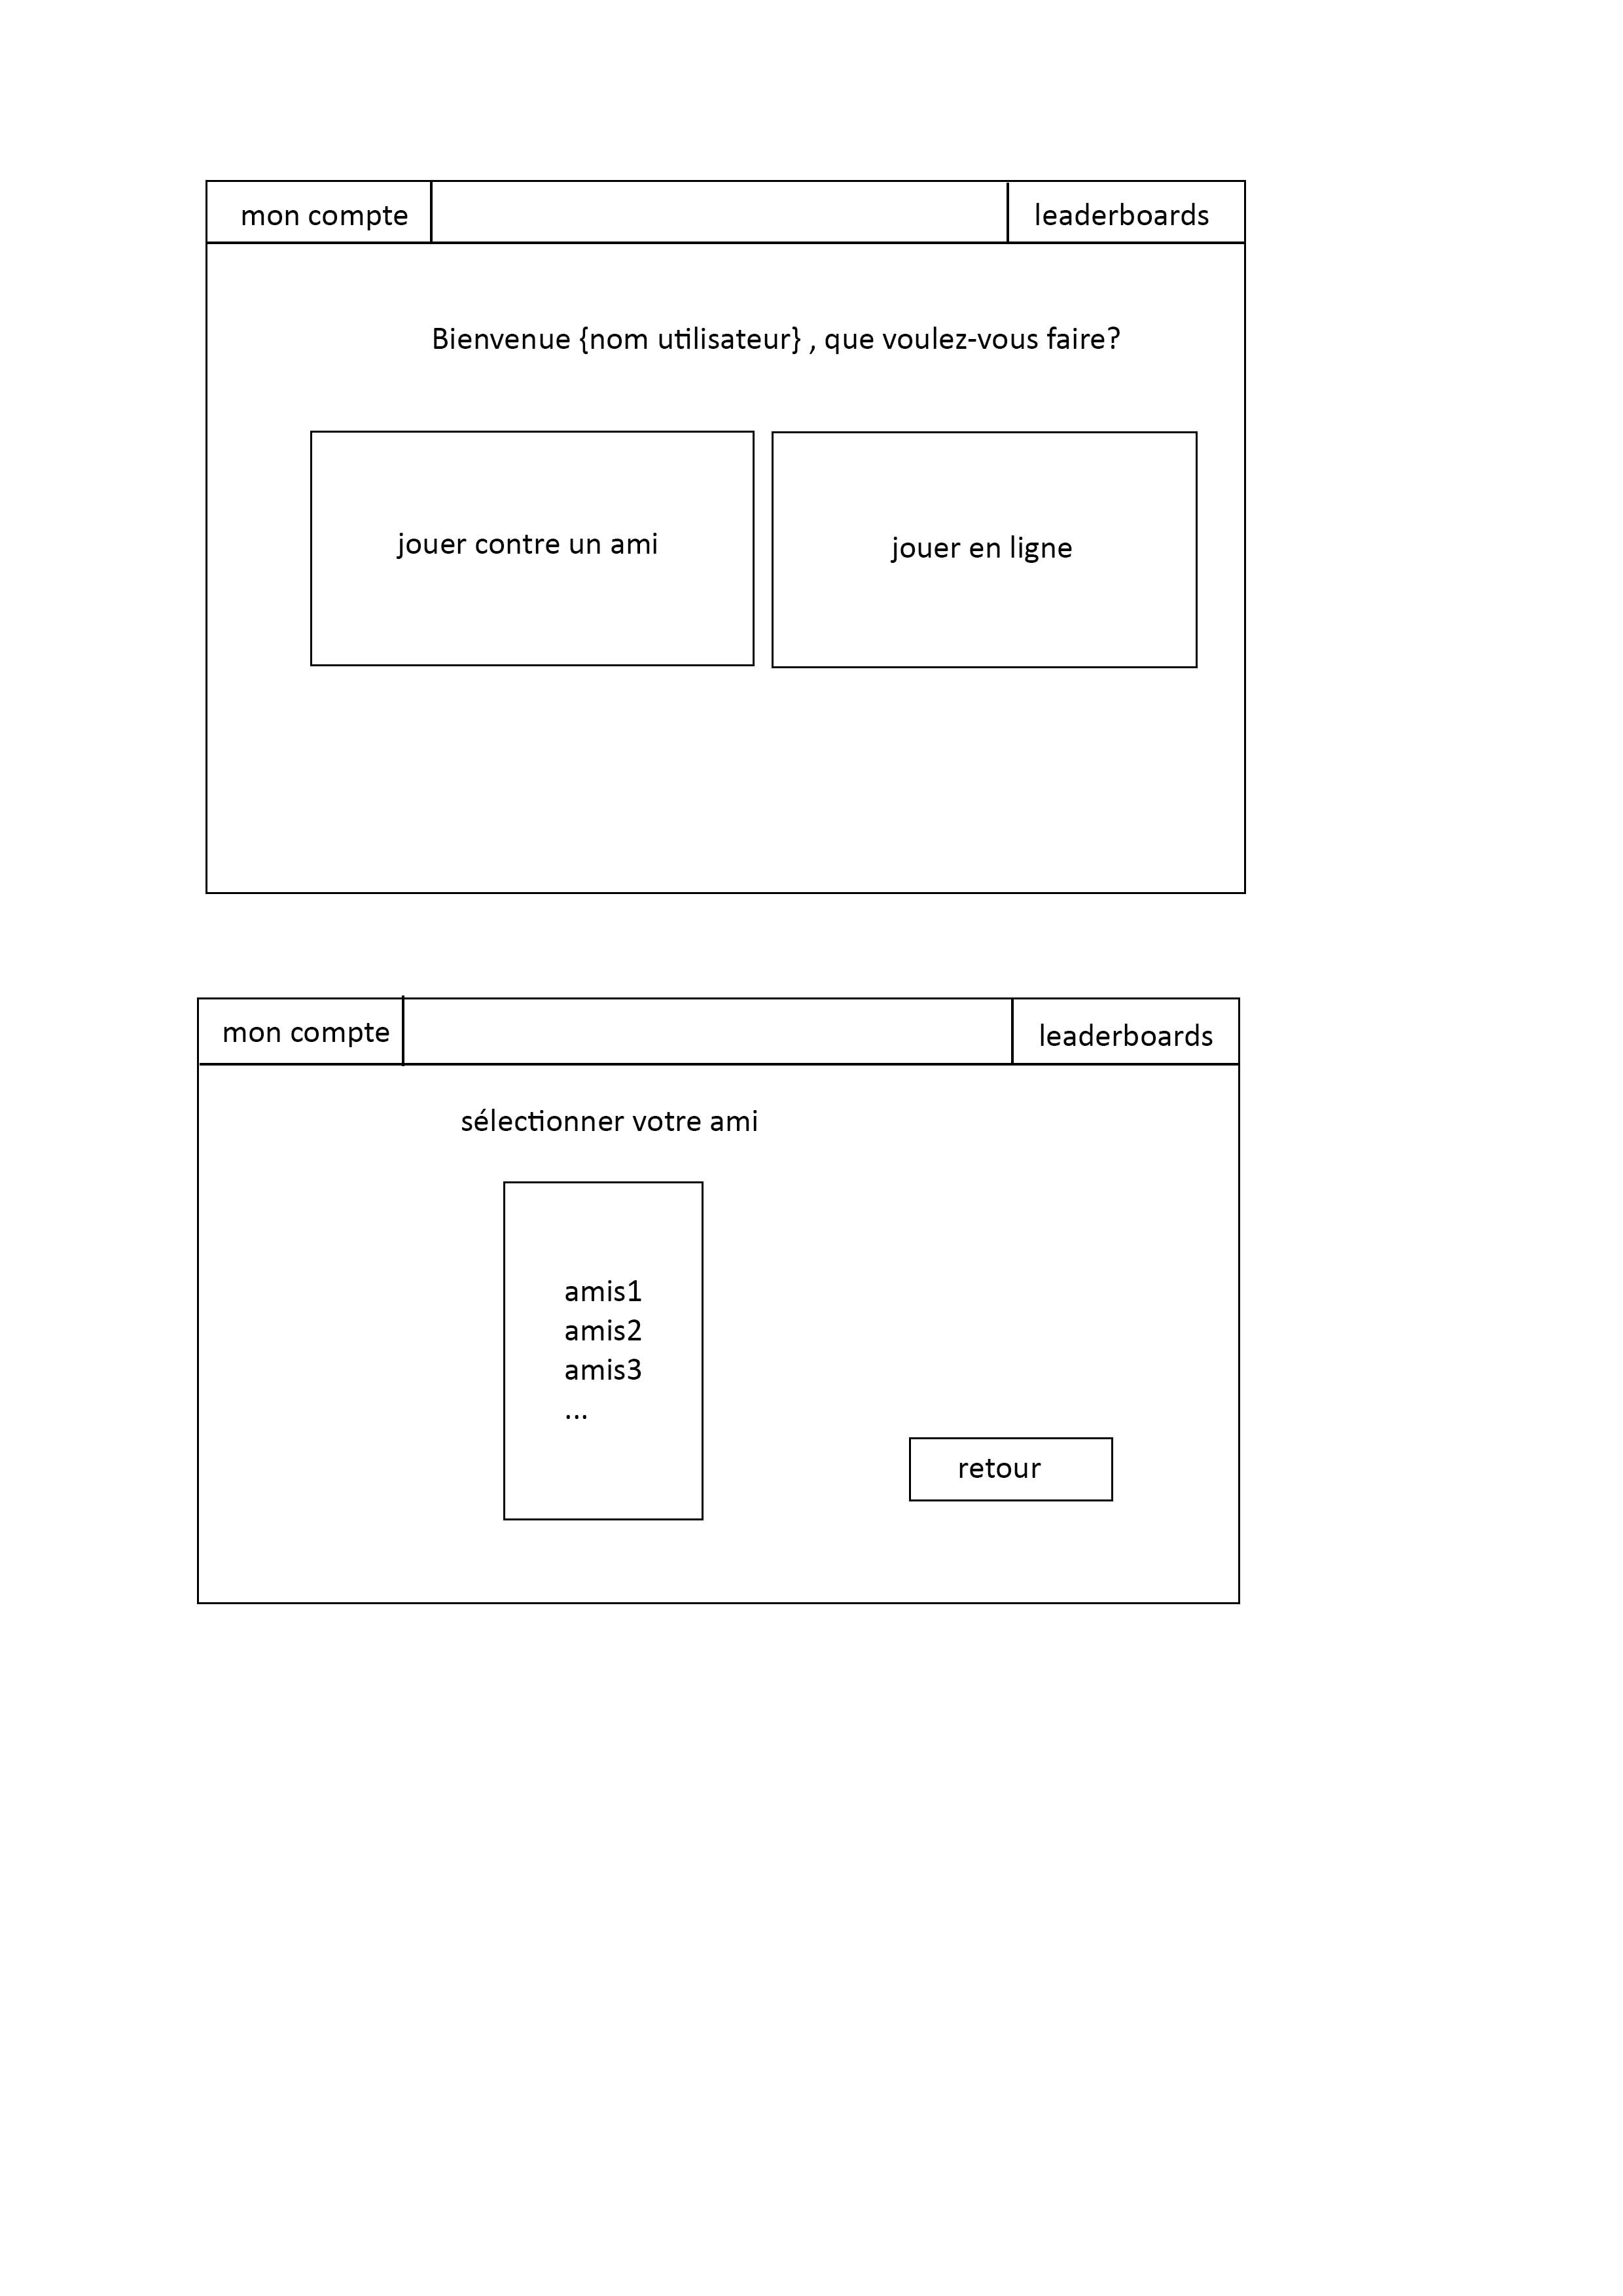 mon compte
leaderboards
Bienvenue {nom utilisateur} , que voulez-vous faire?
jouer contre un ami
jouer en ligne
mon compte
leaderboards
sélectionner votre ami
amis1
amis2
amis3
...
retour